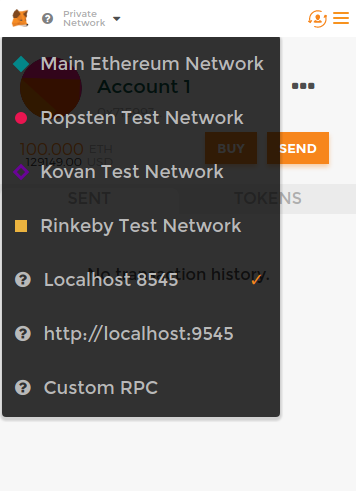 Private
Network
Main Ethereum Network
Account 1
Ropsten Test Network
100.000 ETH
129149.00 USD
BUY
SEND
Kovan Test Network
SENT
TOKENS
Rinkeby Test Network
No transaction history.
Localhost 8545
http://localhost:9545
Custom RPC